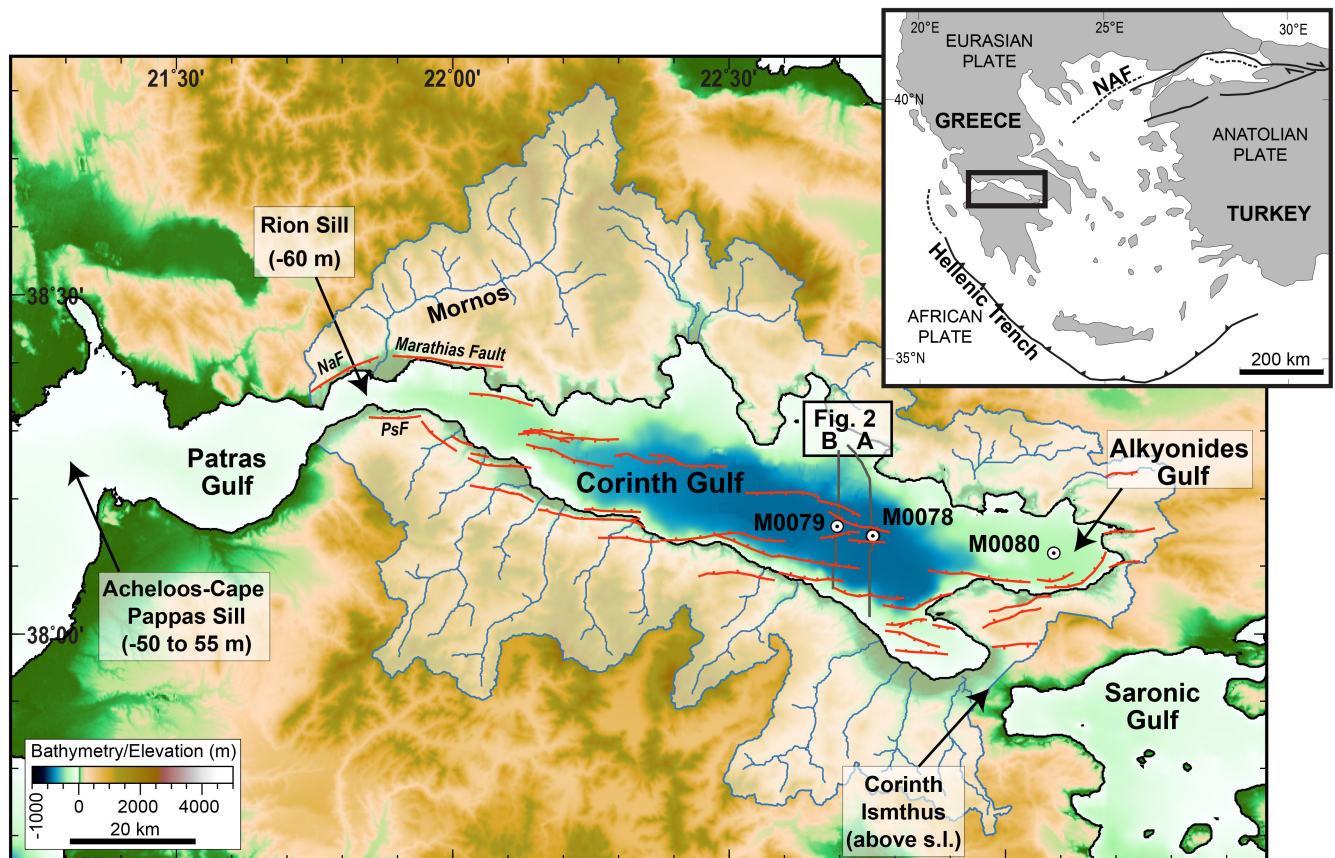 20°E
25°E
30°E
EURASIAN
PLATE
NAF
40°N
GREECE
ANATOLIAN
PLATE
TURKEY
Hellenic Trench
AFRICAN
PLATE
35°N
200 km
21°30'
22°00'
22°30'
Rion Sill
(-60 m)
38°30'
Mornos
NaF
Marathias Fault
PsF
Fig. 2
B A
Patras
Gulf
Corinth Gulf
Alkyonides
Gulf
M0079
M0078
M0080
Acheloos-Cape
Pappas Sill
(-50 to 55 m)
38°00'
Saronic
Gulf
Bathymetry/Elevation (m)
-1000
0
2000
4000
20 km
Corinth
Ismthus
(above s.l.)